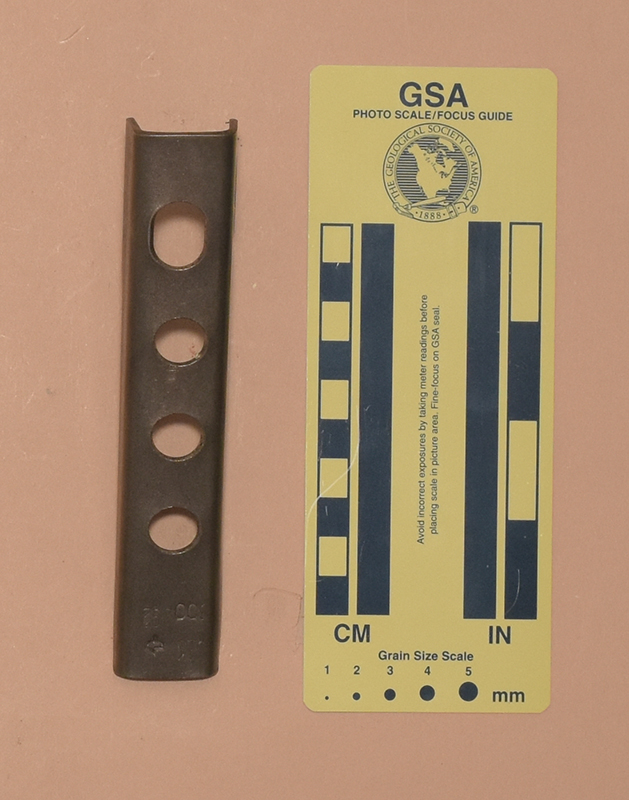 GSA
PHOTO SCALE/FOCUS GUIDE
THE GEOLOGICAL SOCIETY OF AMERICA
·1888·
®
Avoid incorrect exposures by taking meter readings before
placing scale in picture area. Fine-focus on GSA seal.
CM
IN
Grain Size Scale
1 2 3 4 5
mm